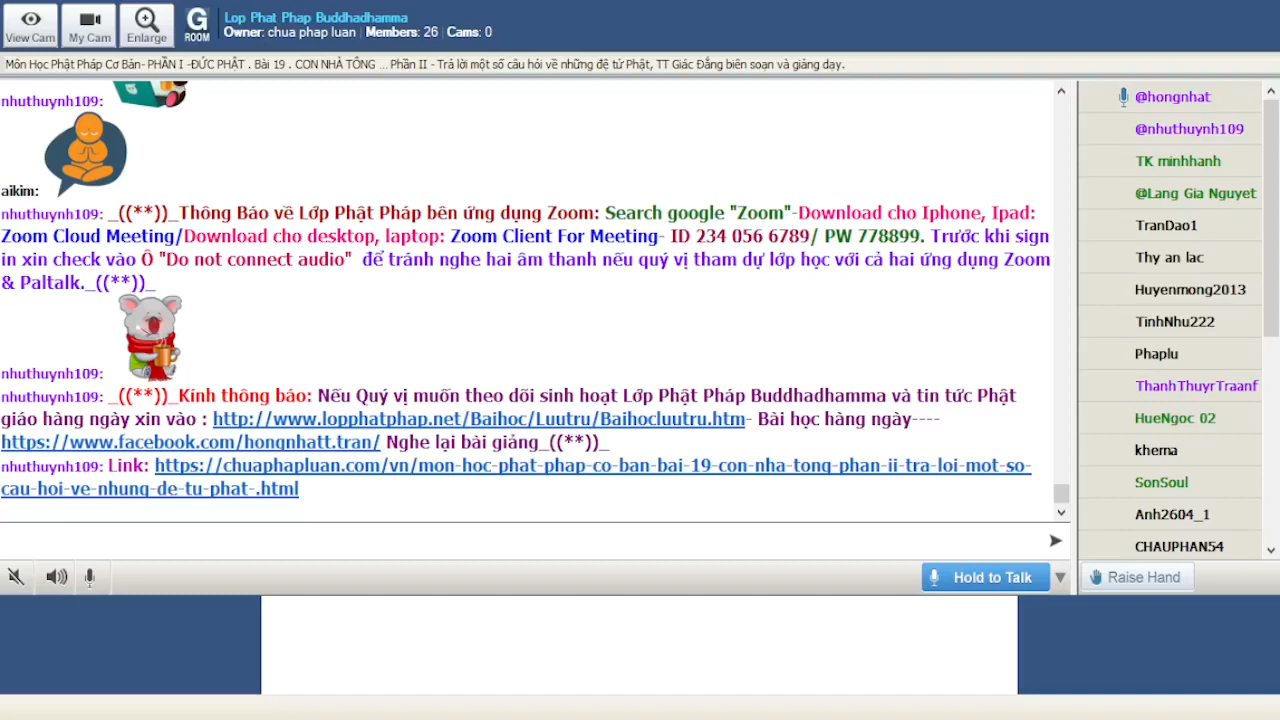 View Cam
My Cam
Enlarge
G
ROOM
Lop Phat Phap Buddhadhamma
Owner: chua phap luan | Members: 26 | Cams: 0
Môn Học Phật Pháp Cơ Bản- PHẦN I -ĐỨC PHẬT . Bài 19 . CON NHÀ TÔNG ... Phần II - Trả lời một số câu hỏi về những đệ tử Phật, TT Giác Đẳng biên soạn và giảng dạy.
nhuthuynh109:
aikim:
nhuthuynh109: _((**))_Thông Báo về Lớp Phật Pháp bên ứng dụng Zoom: Search google "Zoom"-Download cho Iphone, Ipad:
Zoom Cloud Meeting/Download cho desktop, laptop: Zoom Client For Meeting- ID 234 056 6789/ PW 778899. Trước khi sign
in xin check vào Ô "Do not connect audio" để tránh nghe hai âm thanh nếu quý vị tham dự lớp học với cả hai ứng dụng Zoom
& Paltalk._((**))_
nhuthuynh109:
nhuthuynh109: _((**))_Kính thông báo: Nếu Quý vị muốn theo dõi sinh hoạt Lớp Phật Pháp Buddhadhamma và tin tức Phật
giáo hàng ngày xin vào : http://www.lopphatphap.net/Baihoc/Luutru/Baihocluutru.htm- Bài học hàng ngày----
https://www.facebook.com/hongnhatt.tran/ Nghe lại bài giảng_((**))_
nhuthuynh109: Link: https://chuaphapluan.com/vn/mon-hoc-phat-phap-co-ban-bai-19-con-nha-tong-phan-ii-tra-loi-mot-so-
cau-hoi-ve-nhung-de-tu-phat-.html
@hongnhat
@nhuthuynh109
TK minhhanh
@Lang Gia Nguyet
TranDao1
Thy an lac
Huyenmong2013
TinhNhu222
Phaplu
ThanhThuyrTraanf
HueNgoc 02
khema
SonSoul
Anh2604_1
CHAUPHAN54
Hold to Talk
Raise Hand